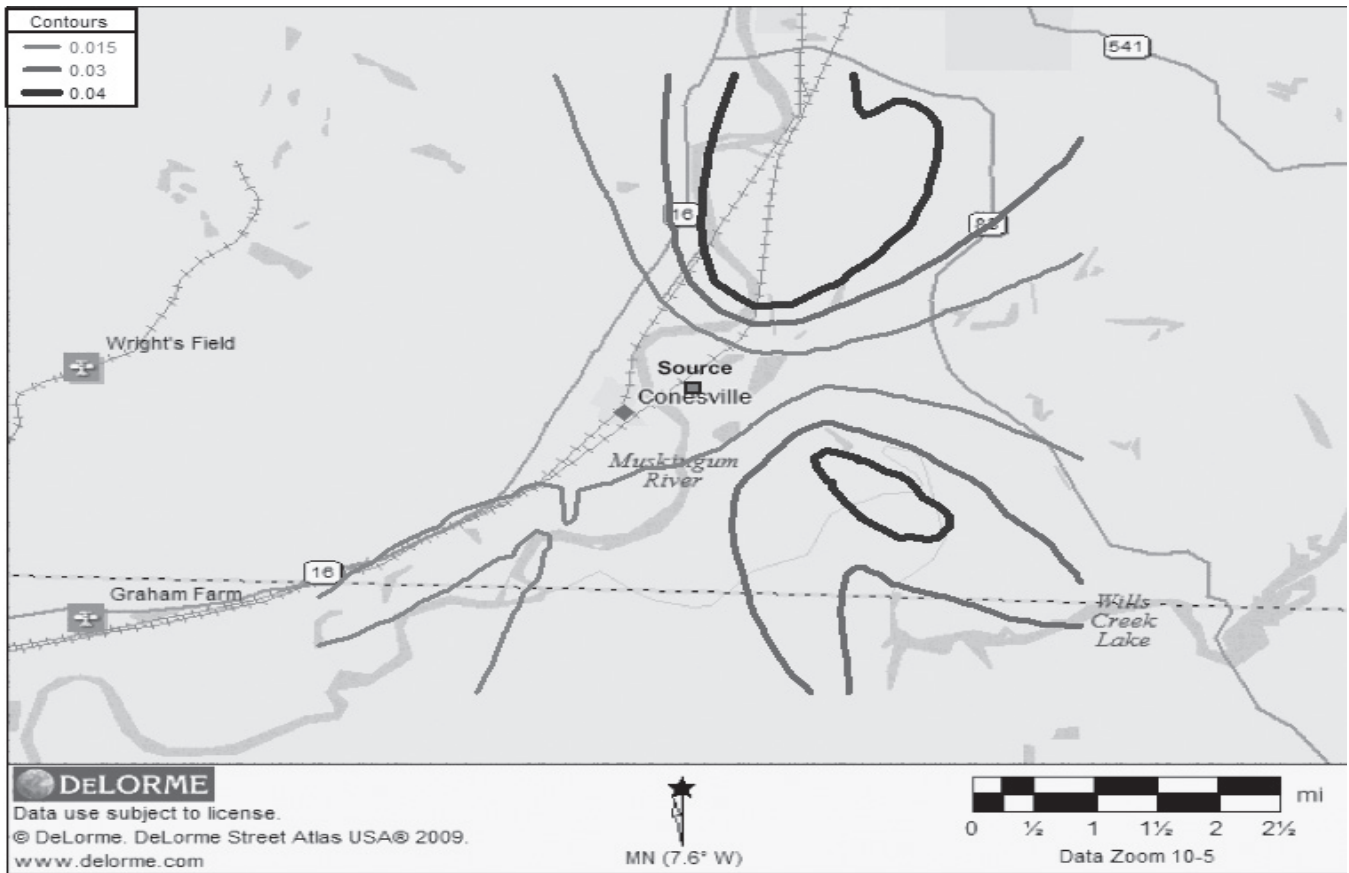 Contours
0.015
0.03
0.04
541
16
Wright's Field
Source
Conesville
Muskingum
River
16
Graham Farm
Wills
Creek
Lake
DELORME
Data use subject to license.
© DeLorme. DeLorme Street Atlas USA® 2009.
www.delorme.com
MN (7.6° W)
mi
0 ½ 1 1½ 2 2½
Data Zoom 10-5